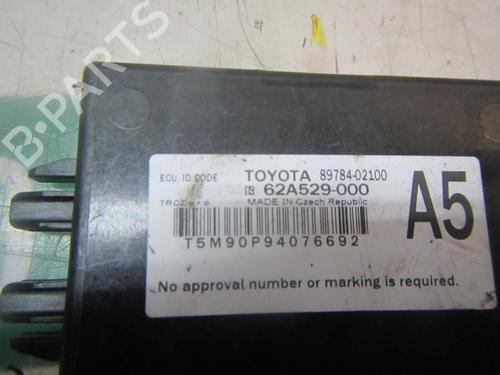 B-PARTS
ECU. ID CODE TOYOTA 89784-02100
62A529-000
TRCZ s.r.o. MADE IN Czech Republic
A5
T5M90P94076692
No approval number or marking is required.